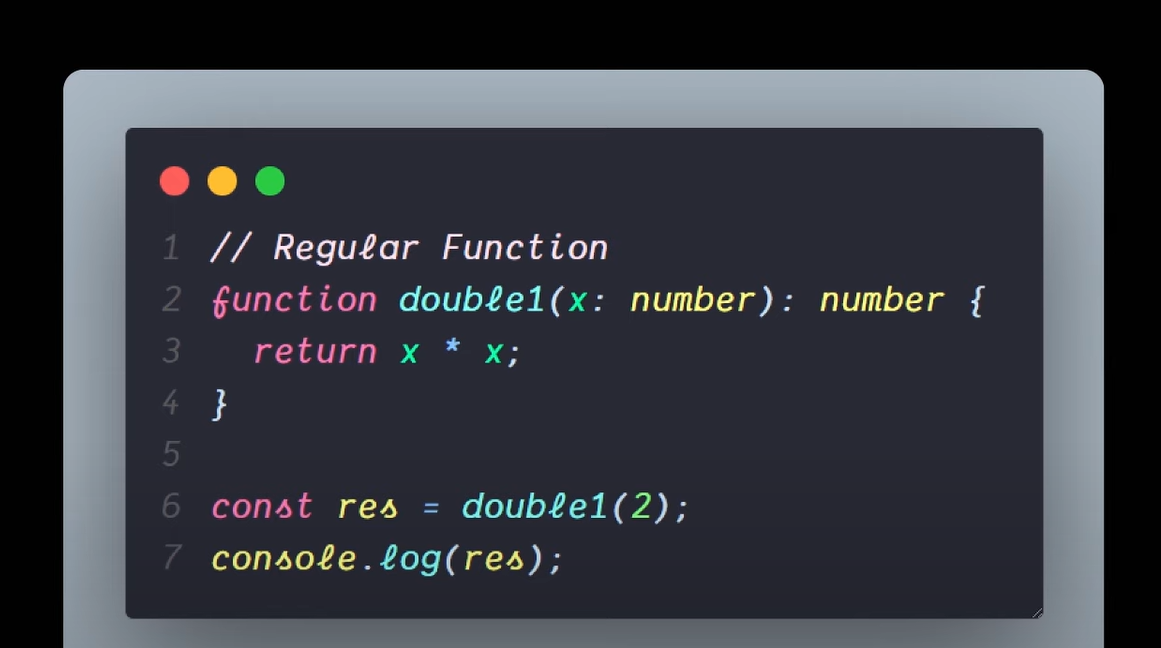 1 // Regular Function
2 function double1(x: number): number {
3   return x * x;
4 }
5
6 const res = double1(2);
7 console.log(res);